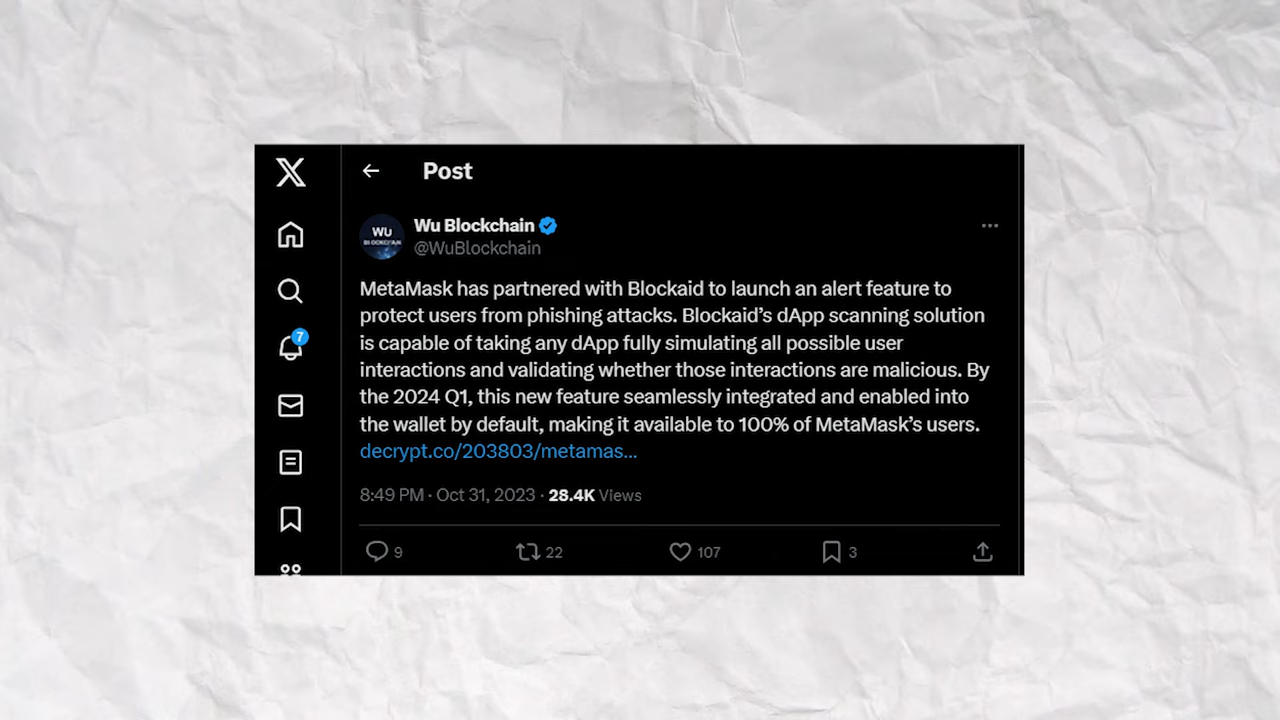 Post
WU
BLOCKCHAIN
Wu Blockchain
@WuBlockchain
MetaMask has partnered with Blockaid to launch an alert feature to
protect users from phishing attacks. Blockaid’s dApp scanning solution
is capable of taking any dApp fully simulating all possible user
interactions and validating whether those interactions are malicious. By
the 2024 Q1, this new feature seamlessly integrated and enabled into
the wallet by default, making it available to 100% of MetaMask’s users.
decrypt.co/203803/metamas...
8:49 PM · Oct 31, 2023 · 28.4K Views
7
9 22 107 3